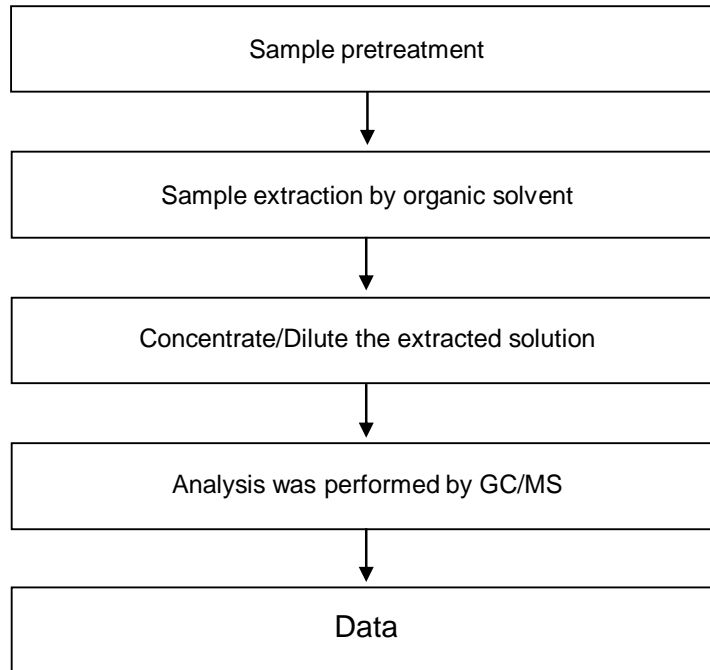 Sample pretreatment
Sample extraction by organic solvent
Concentrate/Dilute the extracted solution
Analysis was performed by GC/MS
Data